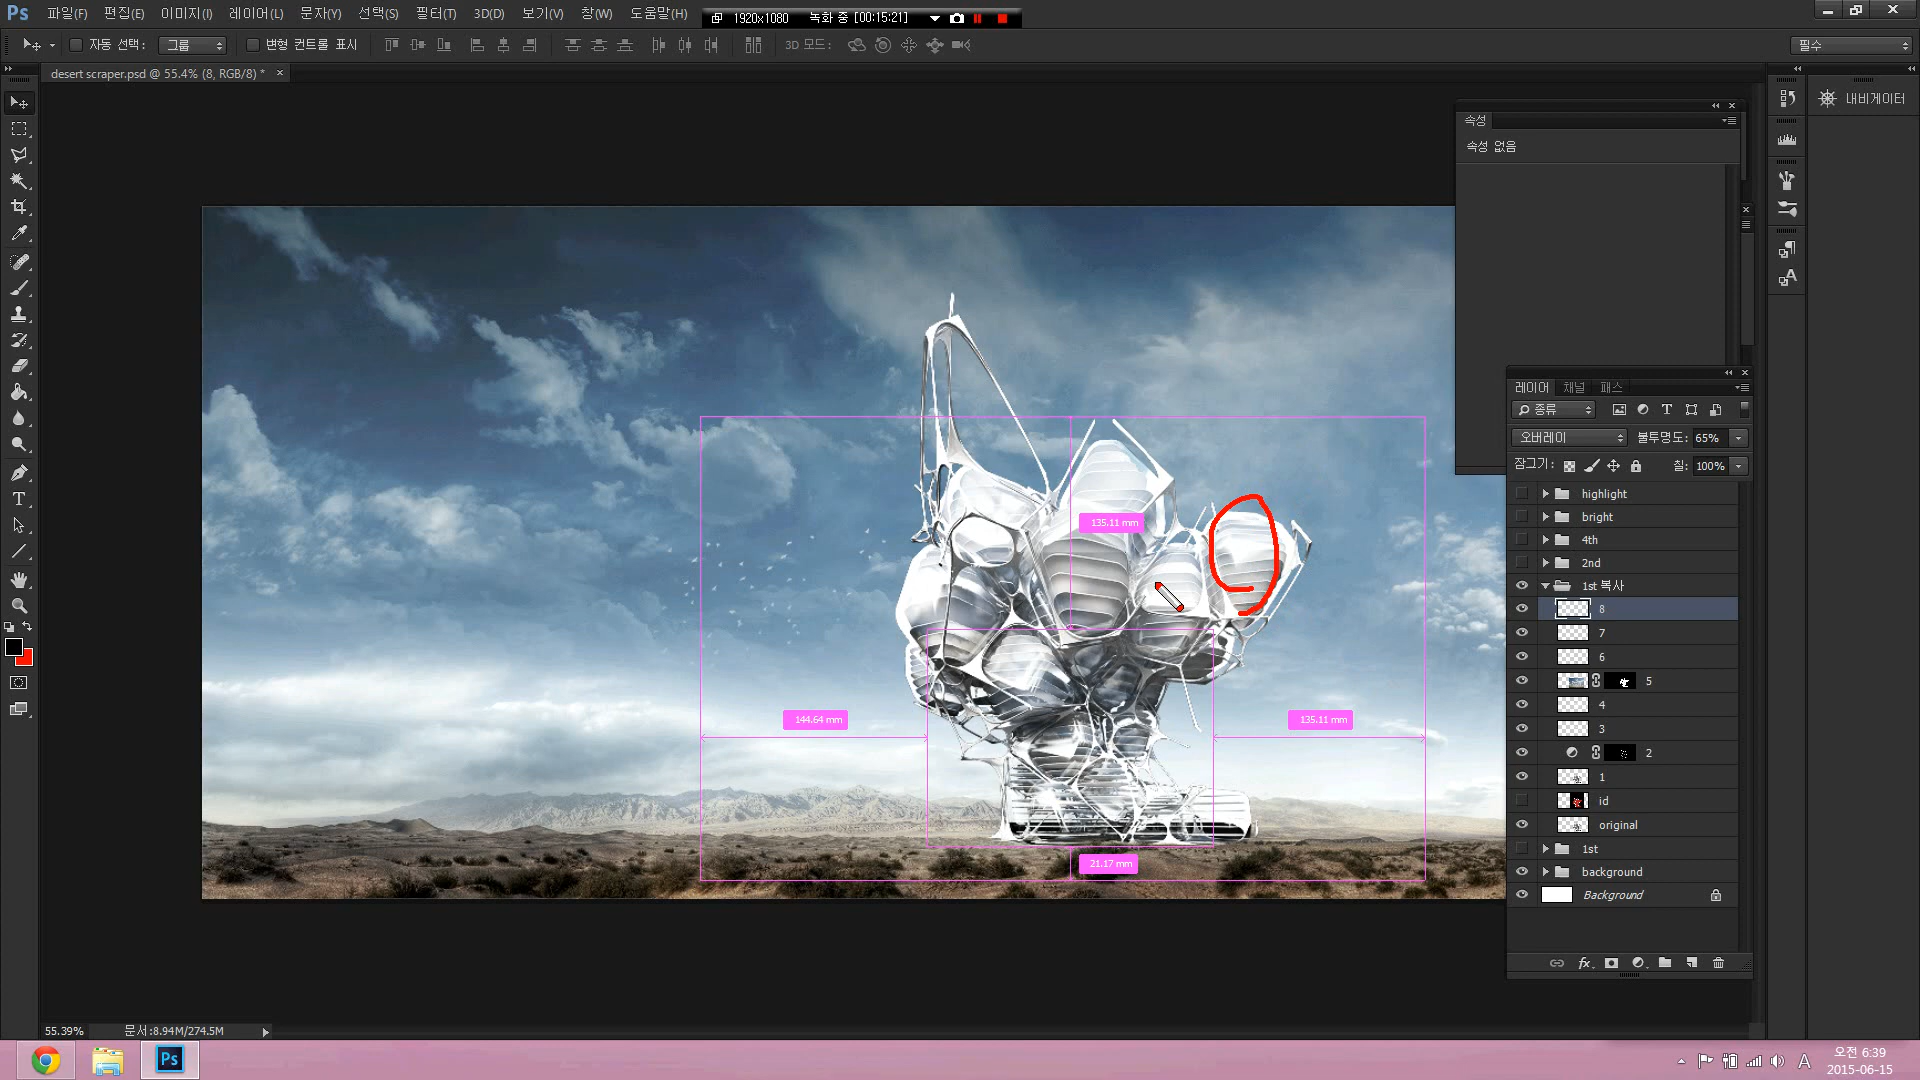 Ps 파일(F) 편집(E) 이미지(I) 레이어(L) 문자(Y) 선택(S) 필터(T) 3D(D) 보기(V) 창(W) 도움말(H)
1920x1080 녹화 중 [00:15:21]
자동 선택: 그룹 변형 컨트롤 표시 3D 모드: 필수
desert scraper.psd @ 55.4% (8, RGB/8) * ×
내비게이터
속성
속성 없음
레이어 채널 패스
종류
오버레이 불투명도: 65%
잠그기: 칠: 100%
highlight
bright
4th
2nd
1st 복사
8
7
6
5
4
3
2
1
id
original
1st
background
Background
135.11 mm
144.64 mm
135.11 mm
21.17 mm
55.39% 문서:8.94M/274.5M
Ps
A 오전 6:39
2015-06-15